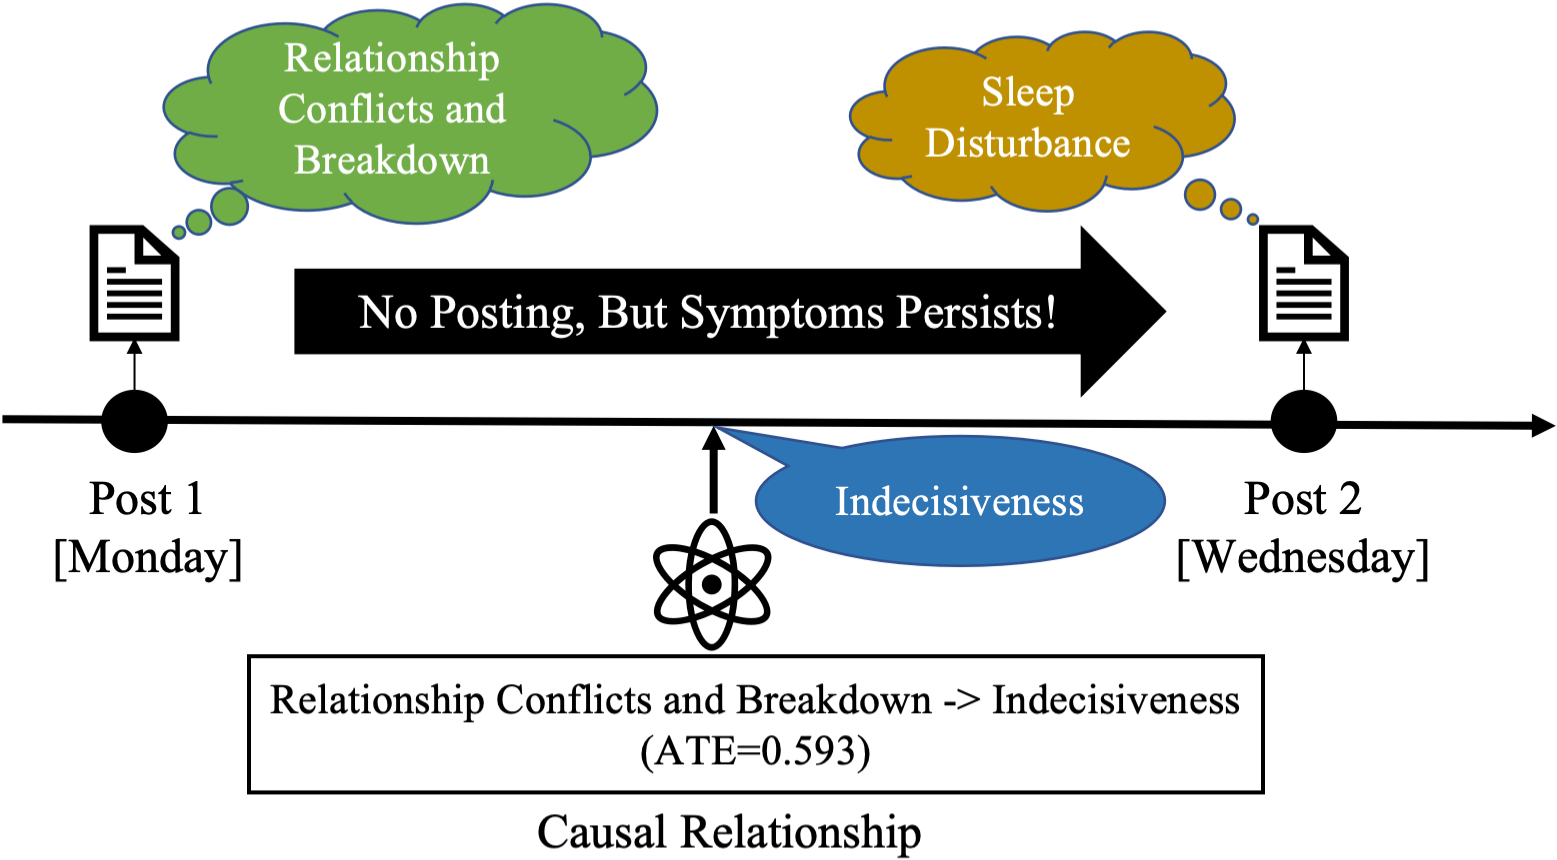 Relationship
Conflicts and
Breakdown
Sleep
Disturbance
No Posting, But Symptoms Persists!
Indecisiveness
Post 1
[Monday]
Post 2
[Wednesday]
Relationship Conflicts and Breakdown -> Indecisiveness
(ATE=0.593)
Causal Relationship